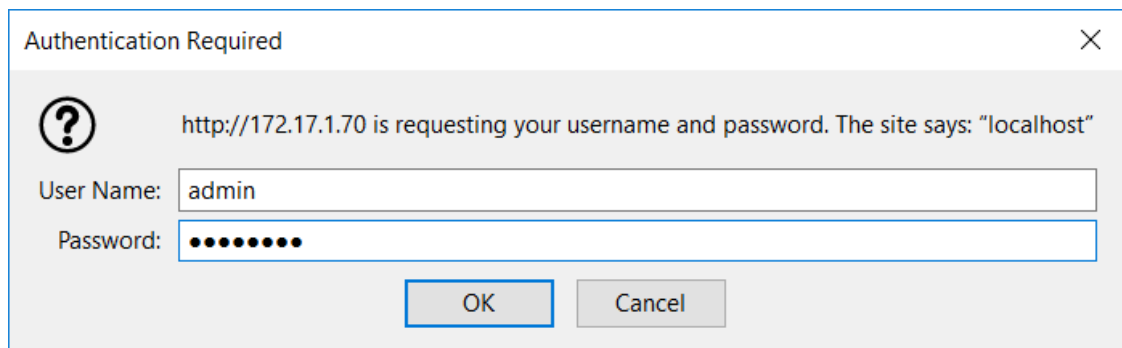 Authentication Required
http://172.17.1.70 is requesting your username and password. The site says: “localhost”
User Name: admin
Password: ●●●●●●●●
OK Cancel